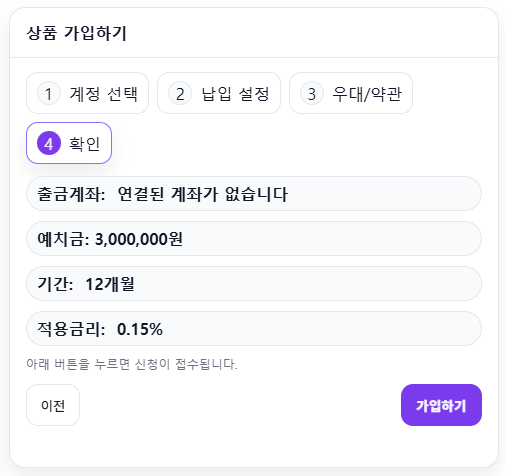 상품 가입하기
1 계정 선택 2 납입 설정 3 우대/약관
4 확인
출금계좌: 연결된 계좌가 없습니다
예치금: 3,000,000원
기간: 12개월
적용금리: 0.15%
아래 버튼을 누르면 신청이 접수됩니다.
이전 가입하기